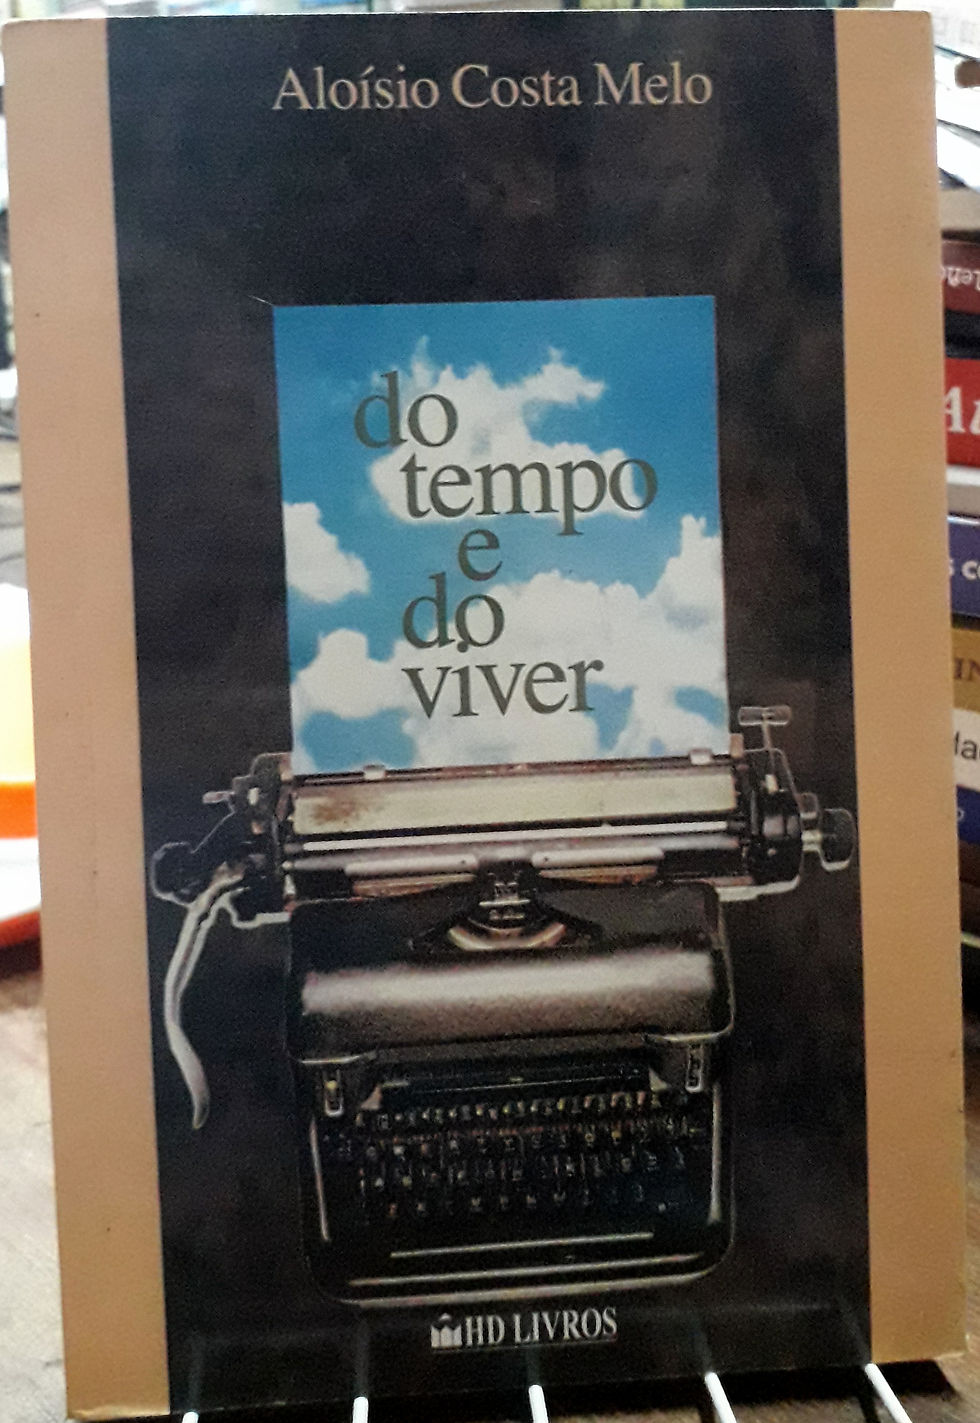 Aloísio Costa Melo
do
tempo
e
do
viver
HD LIVROS